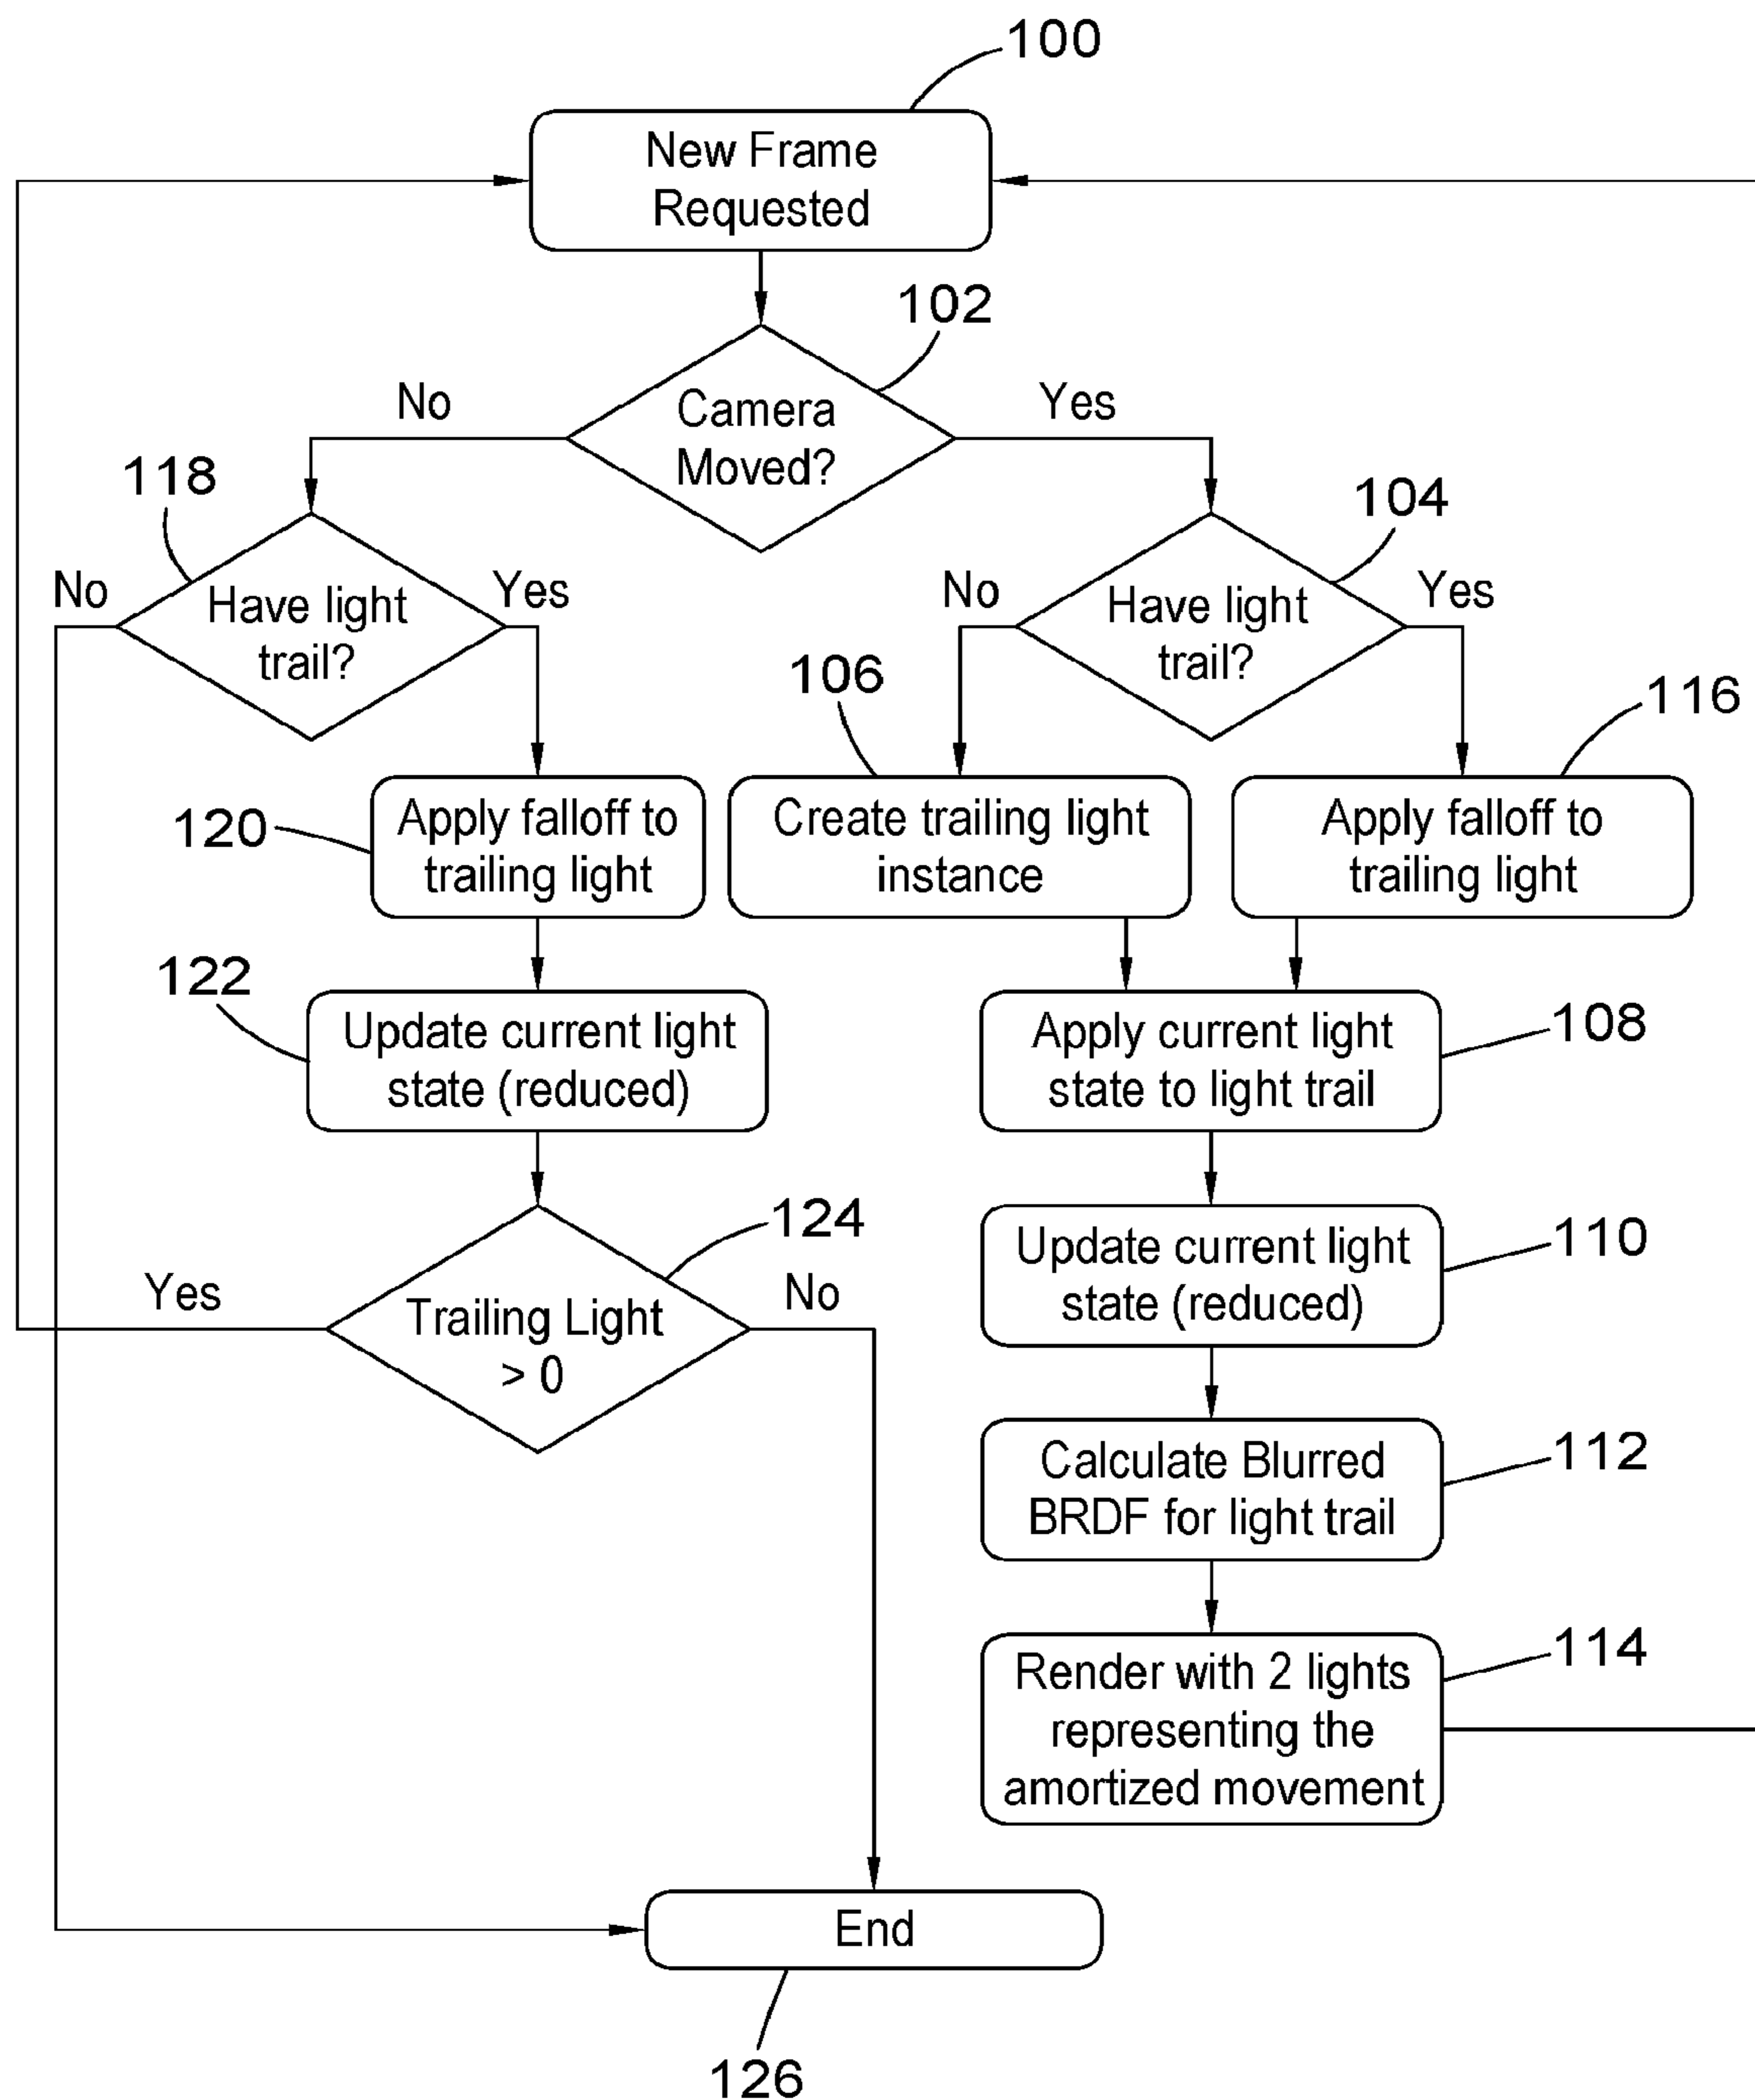 100
New Frame
Requested
102
Camera
Moved?
No
Yes
118
104
Have light
trail?
No
Yes
Have light
trail?
No
Yes
106
116
120
Apply falloff to
trailing light
Create trailing light
instance
Apply falloff to
trailing light
122
Update current light
state (reduced)
Apply current light
state to light trail
108
124
Update current light
state (reduced)
110
Yes
No
Trailing Light
> 0
Calculate Blurred
BRDF for light trail
112
Render with 2 lights
representing the
amortized movement
114
End
126